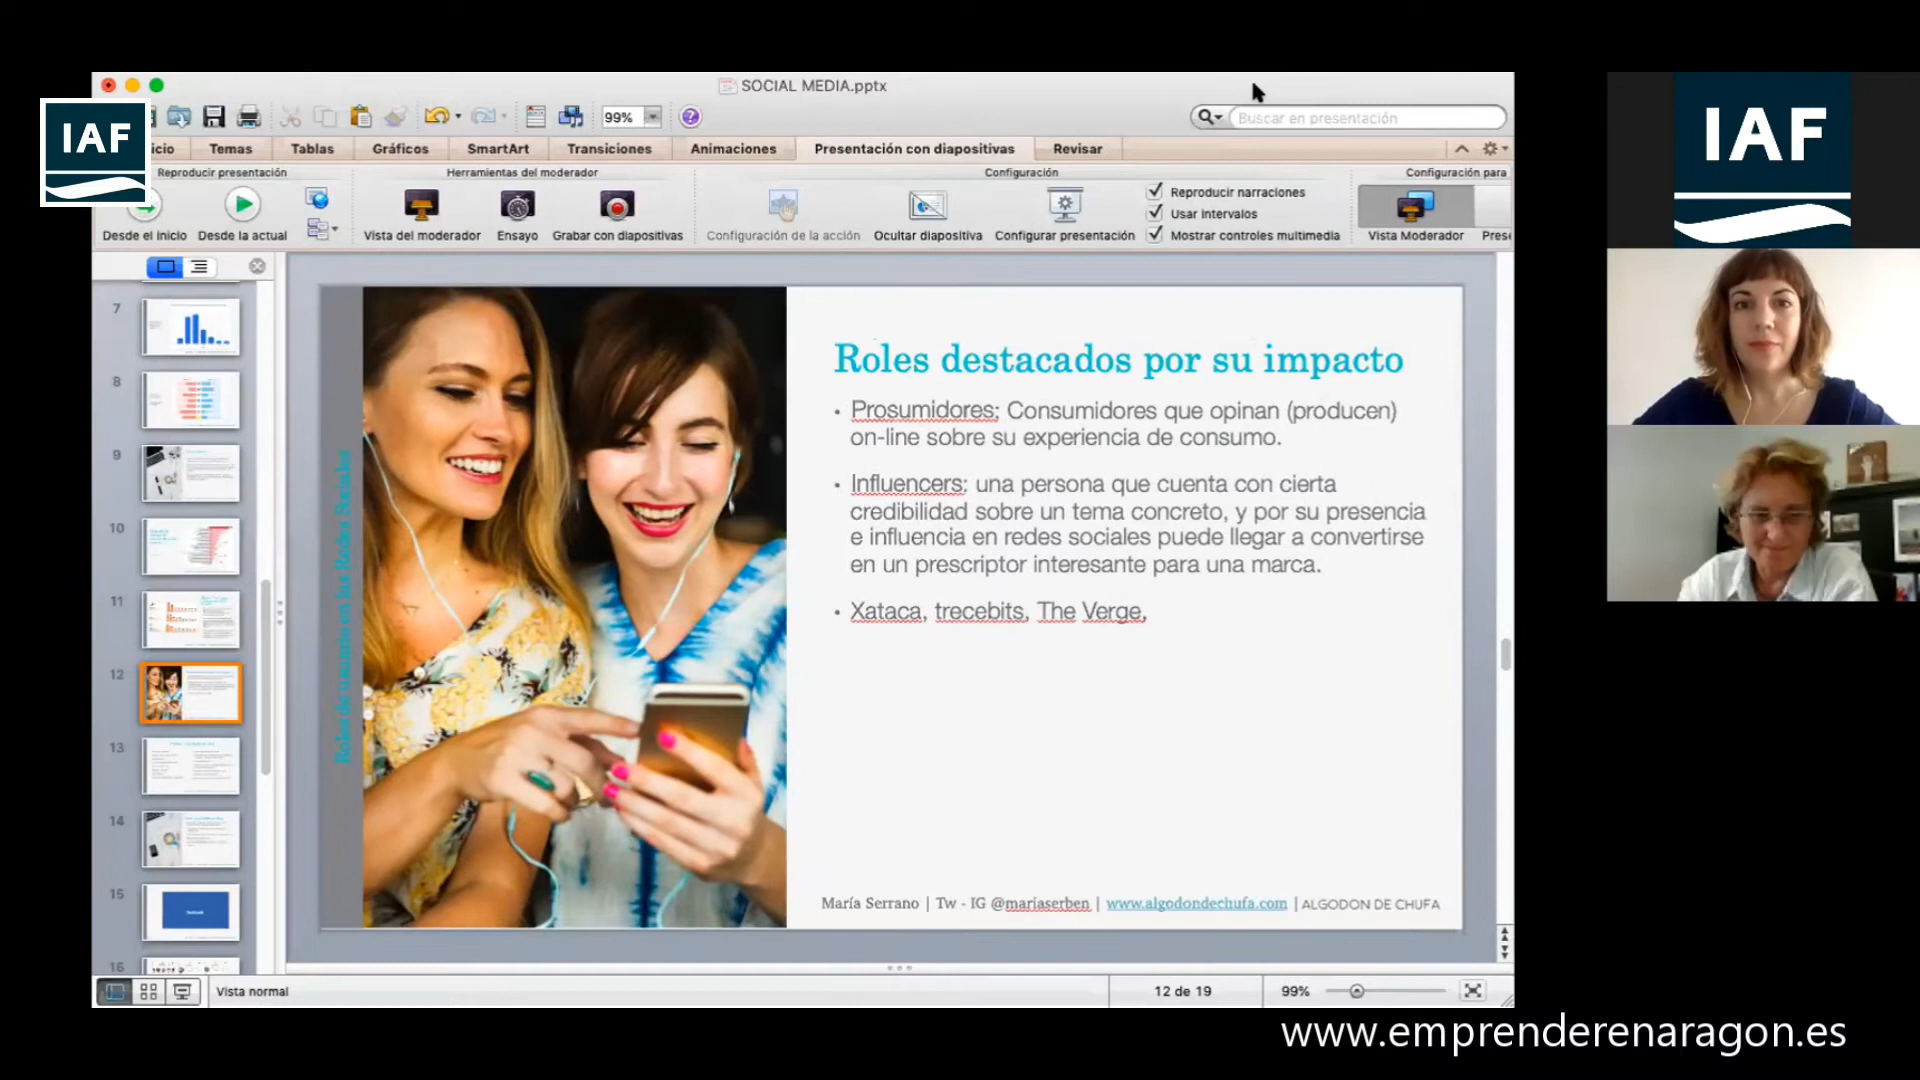 SOCIAL MEDIA.pptx
IAF
99%
Buscar en presentación
icio Temas Tablas Gráficos SmartArt Transiciones Animaciones Presentación con diapositivas Revisar
Reproducir presentación Herramientas del moderador Configuración Configuración para
Reproducir narraciones
Usar intervalos
Mostrar controles multimedia
Desde el inicio Desde la actual Vista del moderador Ensayo Grabar con diapositivas Configuración de la acción Ocultar diapositiva Configurar presentación Vista Moderador Prese
7
8
9
10
11
12
13
14
15
16
Roles de usuario en las Redes Sociales
Roles destacados por su impacto
• Prosumidores: Consumidores que opinan (producen)
on-line sobre su experiencia de consumo.
• Influencers: una persona que cuenta con cierta
credibilidad sobre un tema concreto, y por su presencia
e influencia en redes sociales puede llegar a convertirse
en un prescriptor interesante para una marca.
• Xataca, trecebits, The Verge,
María Serrano | Tw - IG @mariaserben | www.algodondechufa.com | ALGODON DE CHUFA
Vista normal 12 de 19 99%
IAF
www.emprenderenaragon.es